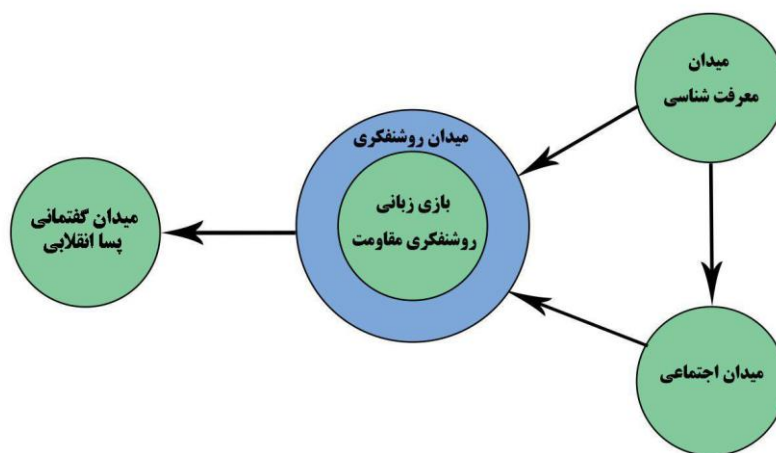 میدان
معرفت شناسی
میدان روشنفکری
بازی زبانی
روشنفکری مقاومت
میدان گفتمانی
پسا انقلابی
میدان اجتماعی